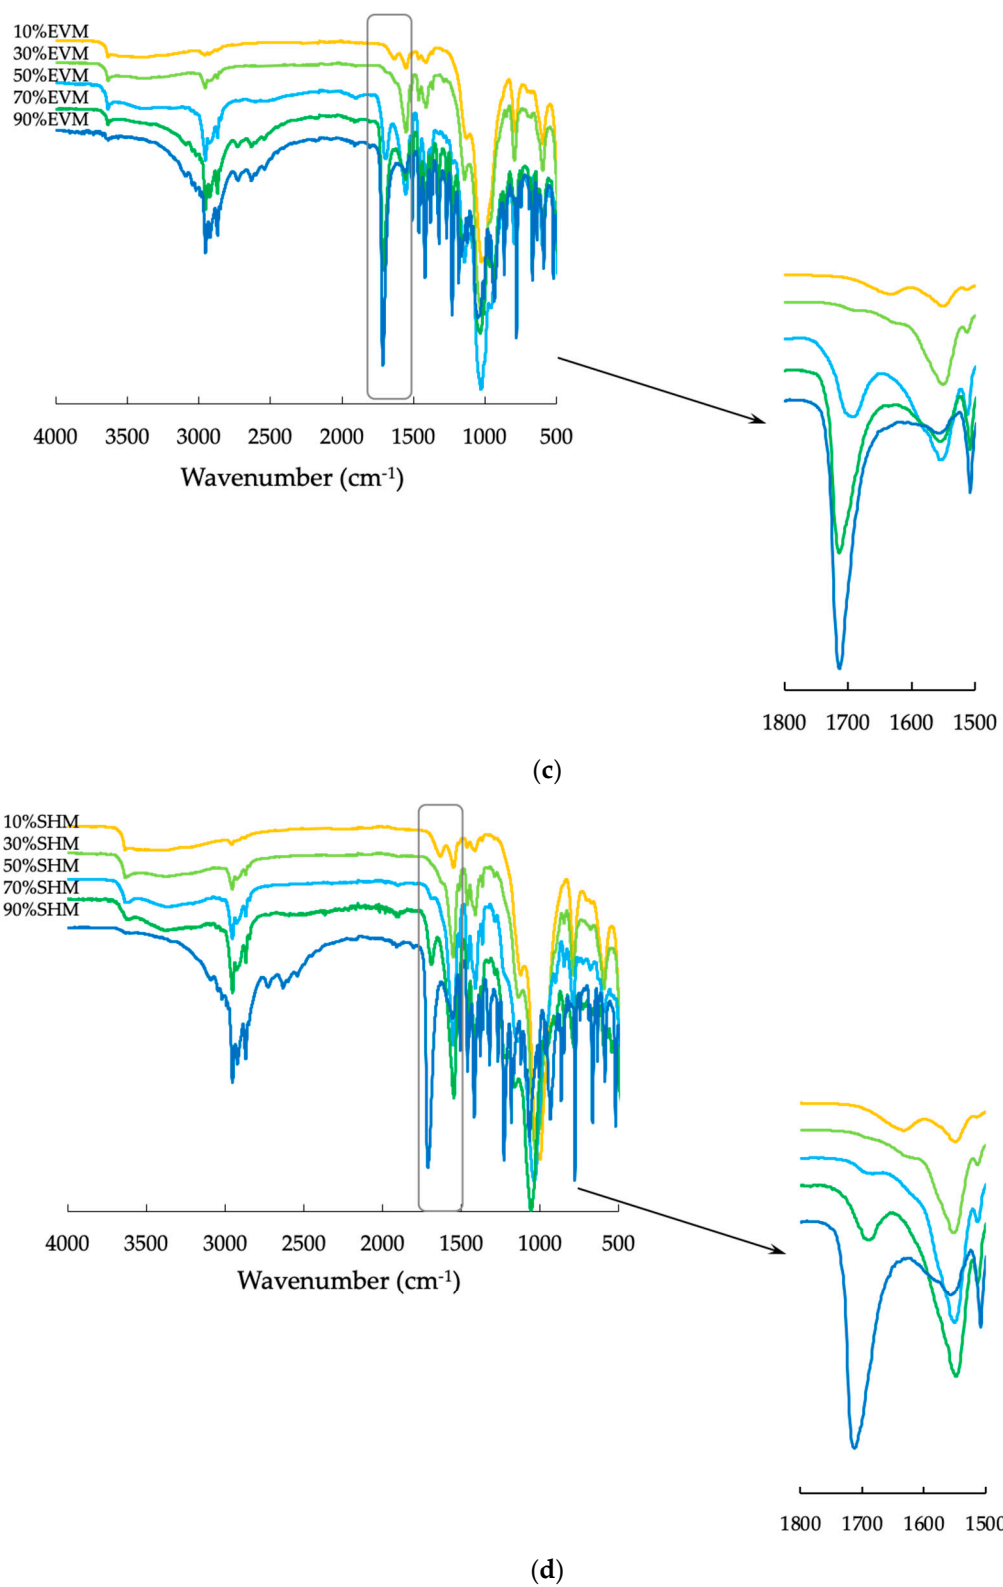 10%EVM
30%EVM
50%EVM
70%EVM
90%EVM
4000 3500 3000 2500 2000 1500 1000 500
Wavenumber (cm⁻¹)
1800 1700 1600 1500
(c)
10%SHM
30%SHM
50%SHM
70%SHM
90%SHM
4000 3500 3000 2500 2000 1500 1000 500
Wavenumber (cm⁻¹)
1800 1700 1600 1500
(d)